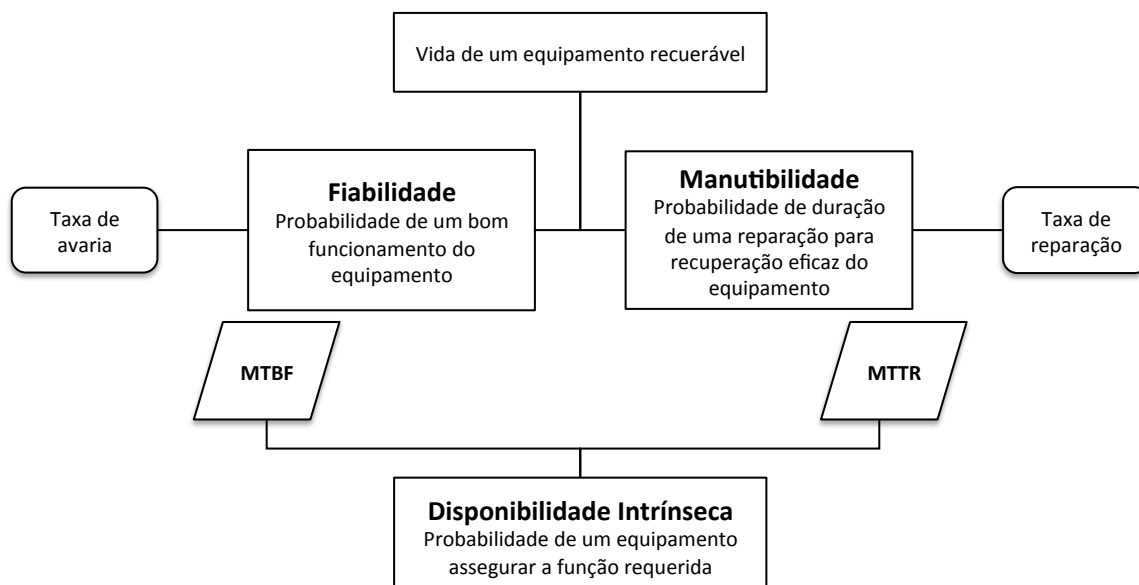 Vida de um equipamento recuerável
Fiabilidade
Probabilidade de um bom
funcionamento do
equipamento
Manutibilidade
Probabilidade de duração
de uma reparação para
recuperação eficaz do
equipamento
Taxa de
avaria
Taxa de
reparação
MTBF
MTTR
Disponibilidade Intrínseca
Probabilidade de um equipamento
assegurar a função requerida